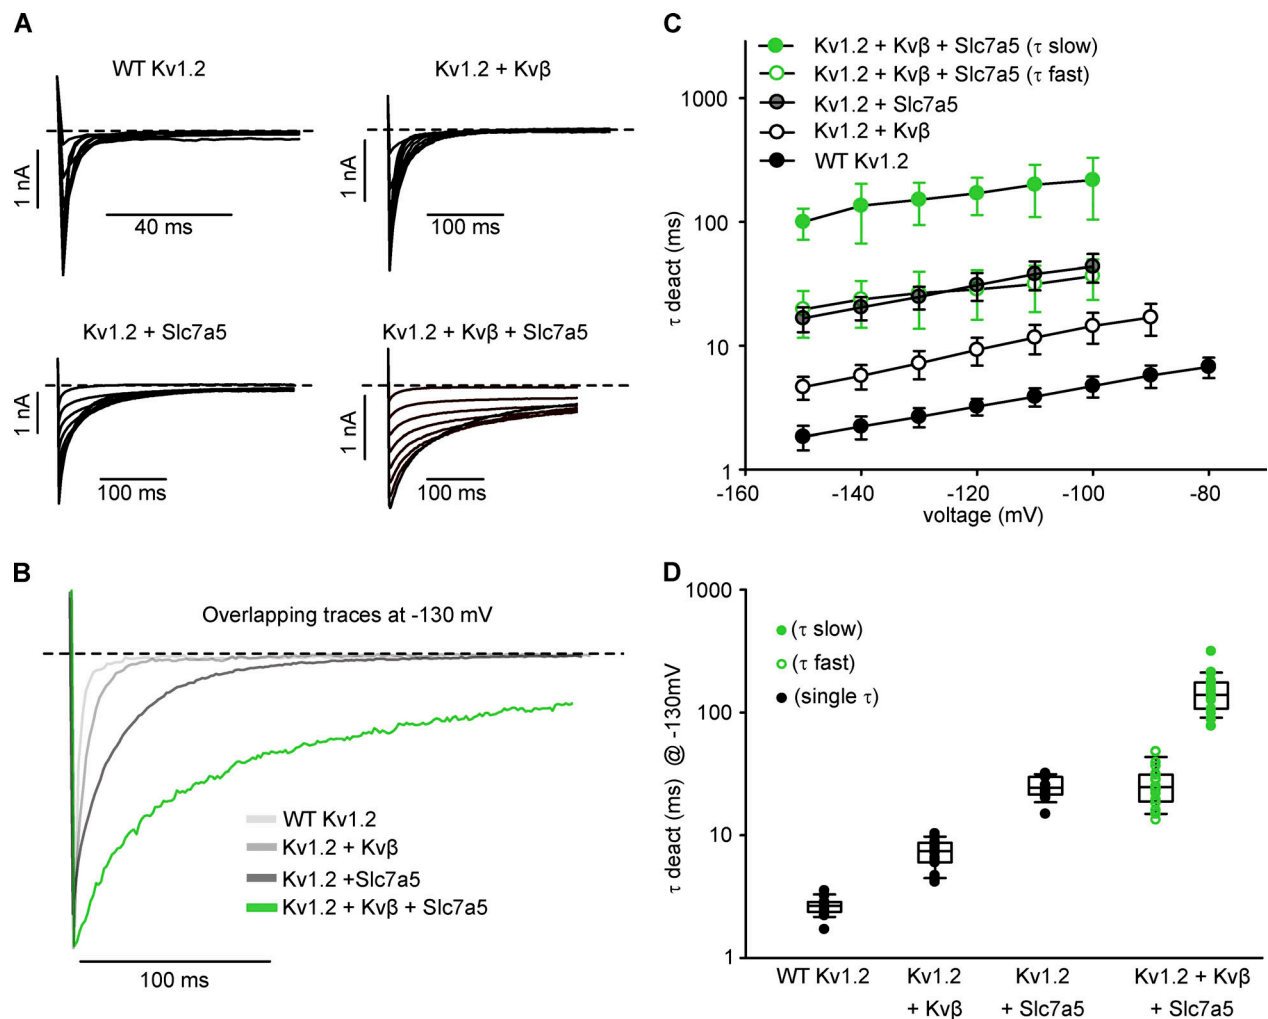 A
WT Kv1.2
1 nA
40 ms
Kv1.2 + Kvβ
1 nA
100 ms
Kv1.2 + Slc7a5
1 nA
100 ms
Kv1.2 + Kvβ + Slc7a5
1 nA
100 ms
B
Overlapping traces at -130 mV
WT Kv1.2
Kv1.2 + Kvβ
Kv1.2 +Slc7a5
Kv1.2 + Kvβ + Slc7a5
100 ms
C
Kv1.2 + Kvβ + Slc7a5 (τ slow)
Kv1.2 + Kvβ + Slc7a5 (τ fast)
Kv1.2 + Slc7a5
Kv1.2 + Kvβ
WT Kv1.2
τ deact (ms)
1000
100
10
1
-160
-140
-120
-100
-80
voltage (mV)
D
(τ slow)
(τ fast)
(single τ)
τ deact (ms) @ -130mV
1000
100
10
1
WT Kv1.2
Kv1.2
+ Kvβ
Kv1.2
+ Slc7a5
Kv1.2 + Kvβ
+ Slc7a5